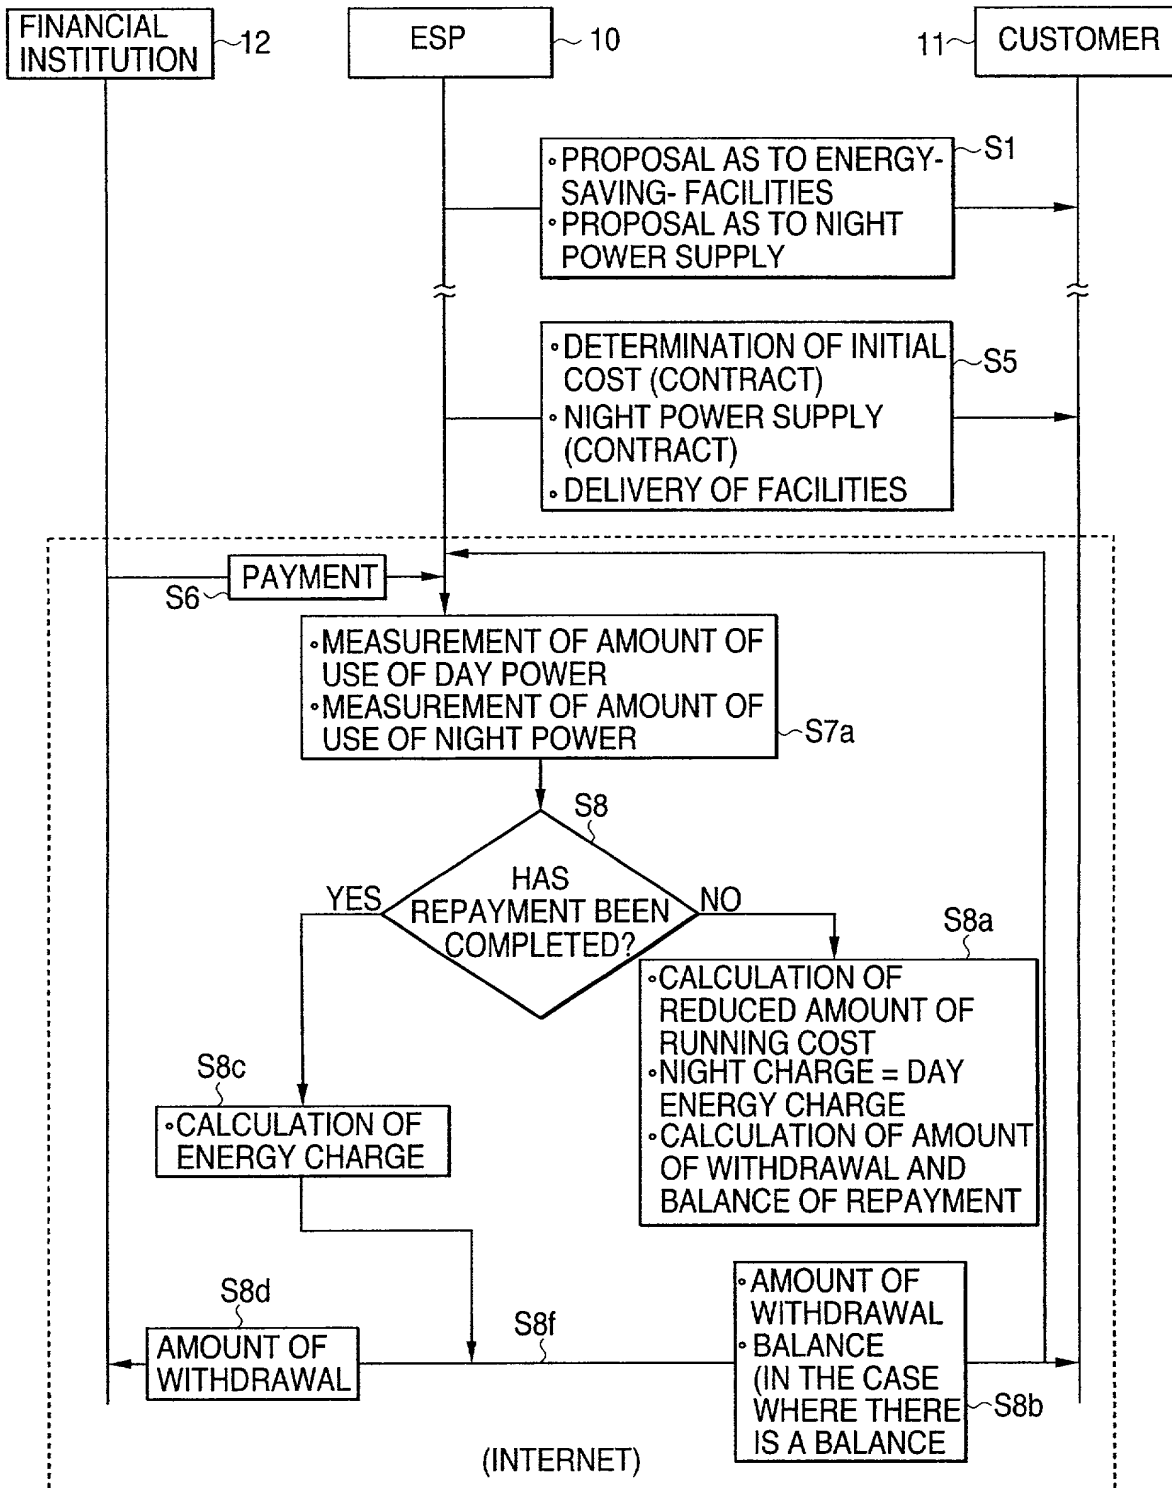 FINANCIAL
INSTITUTION
12
ESP
10
11
CUSTOMER
S1
PROPOSAL AS TO ENERGY-
SAVING- FACILITIES
PROPOSAL AS TO NIGHT
POWER SUPPLY
S5
DETERMINATION OF INITIAL
COST (CONTRACT)
NIGHT POWER SUPPLY
(CONTRACT)
DELIVERY OF FACILITIES
PAYMENT
S6
MEASUREMENT OF AMOUNT OF
USE OF DAY POWER
MEASUREMENT OF AMOUNT OF
USE OF NIGHT POWER
S7a
S8
HAS
REPAYMENT BEEN
COMPLETED?
YES
NO
S8a
CALCULATION OF
REDUCED AMOUNT OF
RUNNING COST
NIGHT CHARGE = DAY
ENERGY CHARGE
CALCULATION OF AMOUNT
OF WITHDRAWAL AND
BALANCE OF REPAYMENT
S8c
CALCULATION OF
ENERGY CHARGE
S8d
AMOUNT OF
WITHDRAWAL
S8f
AMOUNT OF
WITHDRAWAL
BALANCE
(IN THE CASE
WHERE THERE
IS A BALANCE
S8b
(INTERNET)